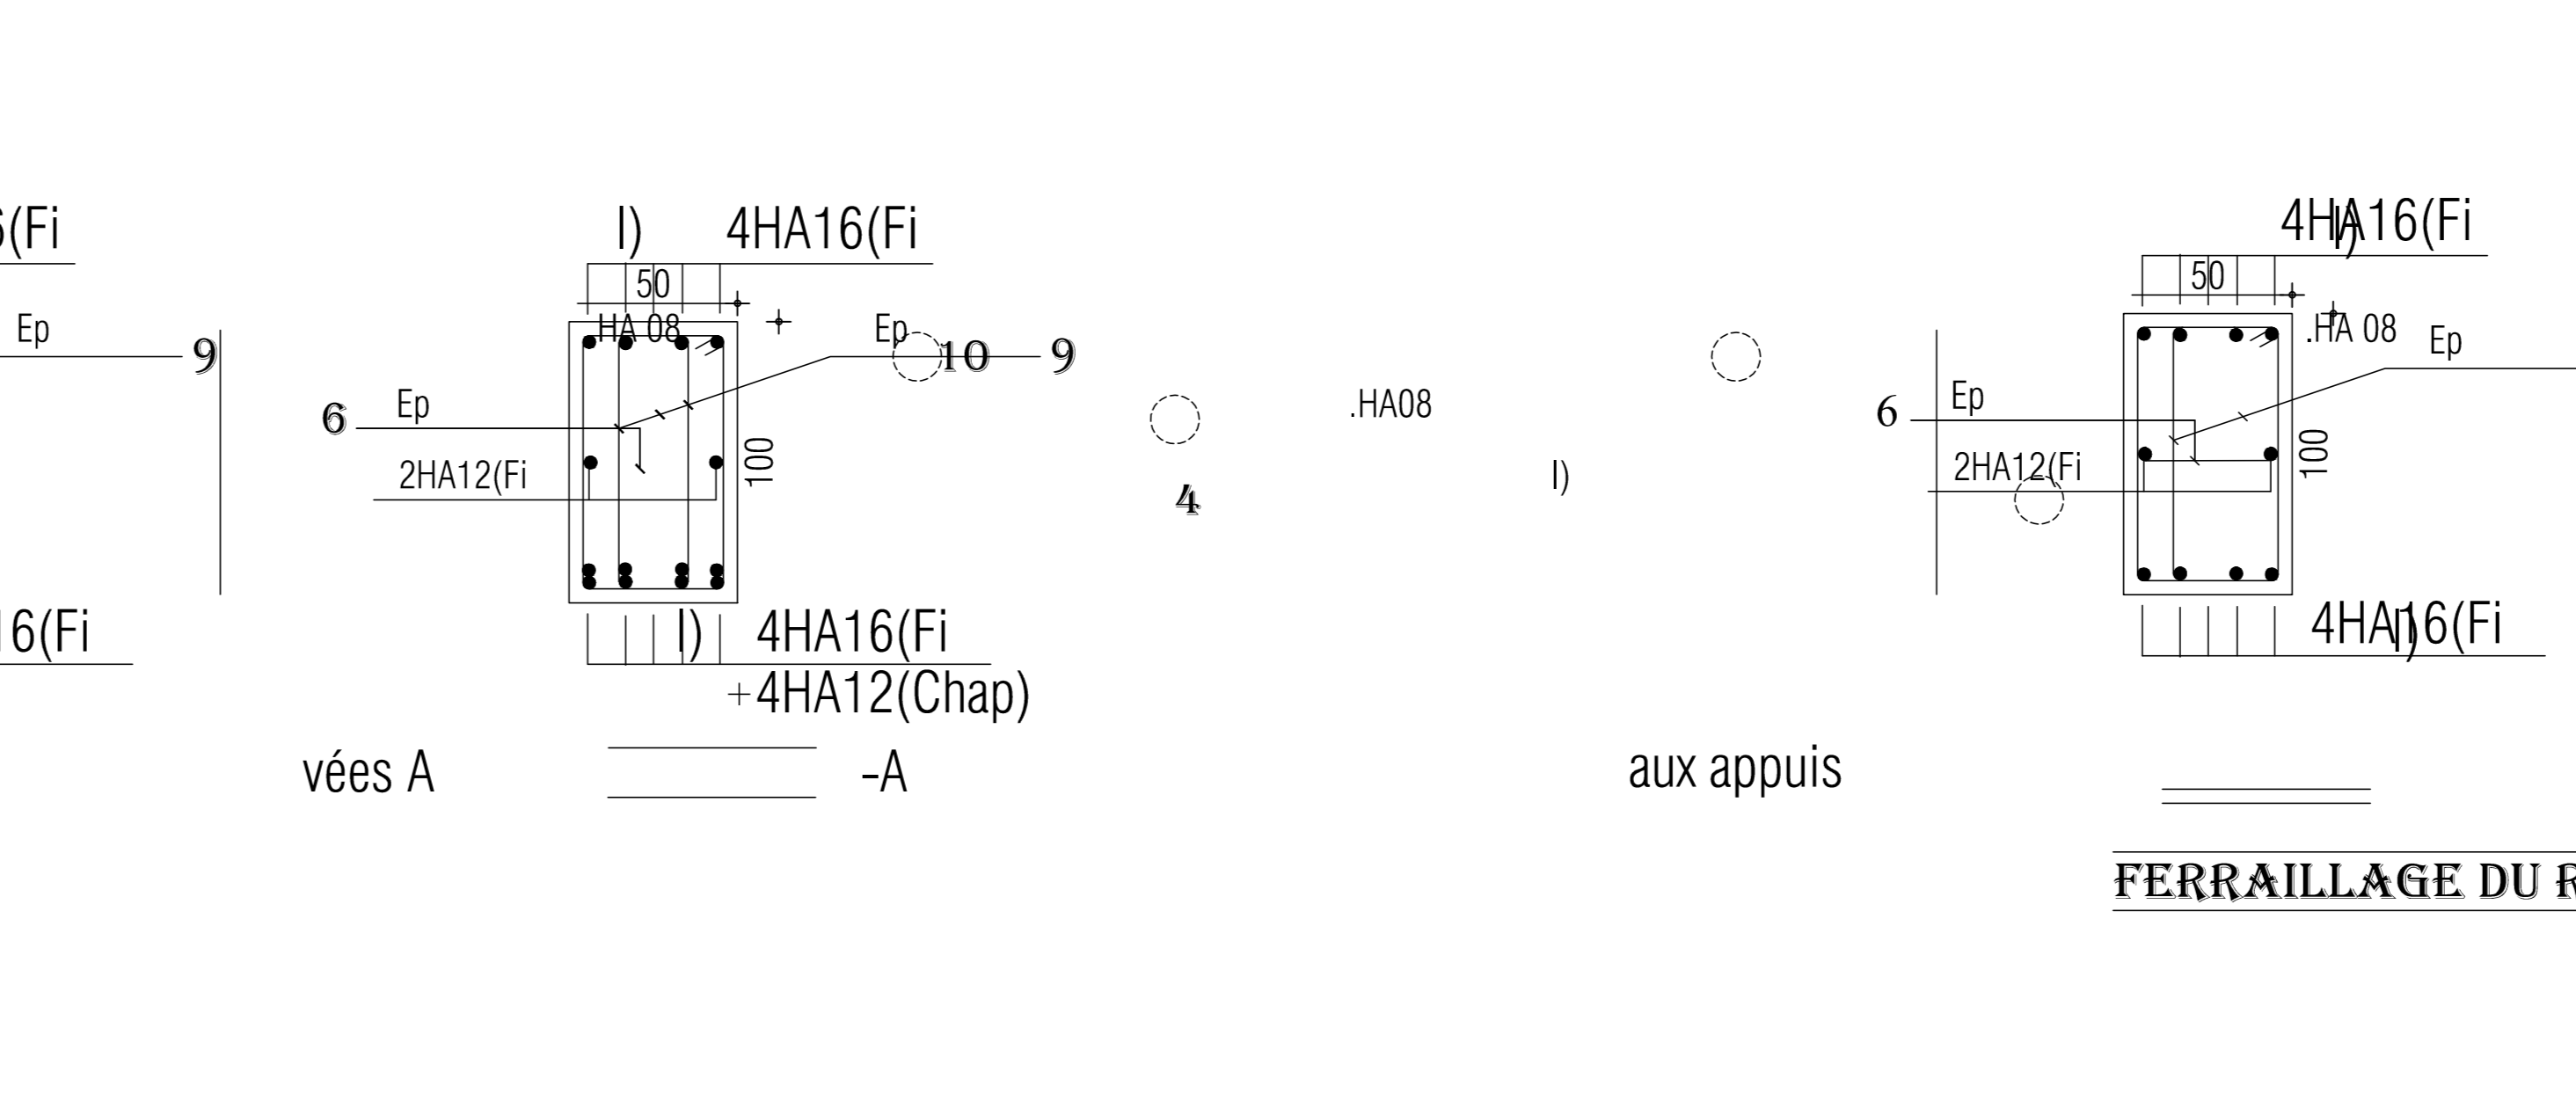 6(Fi
l) 4HA16(Fi
4HA16(Fi
l)
50
50
Ep
HA 08
Ep
.HA 08
Ep
9
10
9
6
Ep
.HA08
6
Ep
100
100
2HA12(Fi
4
l)
2HA12(Fi
16(Fi
l) 4HA16(Fi
4HA16(Fi
l)
+4HA12(Chap)
vées A
-A
aux appuis
FERRAILLAGE DU